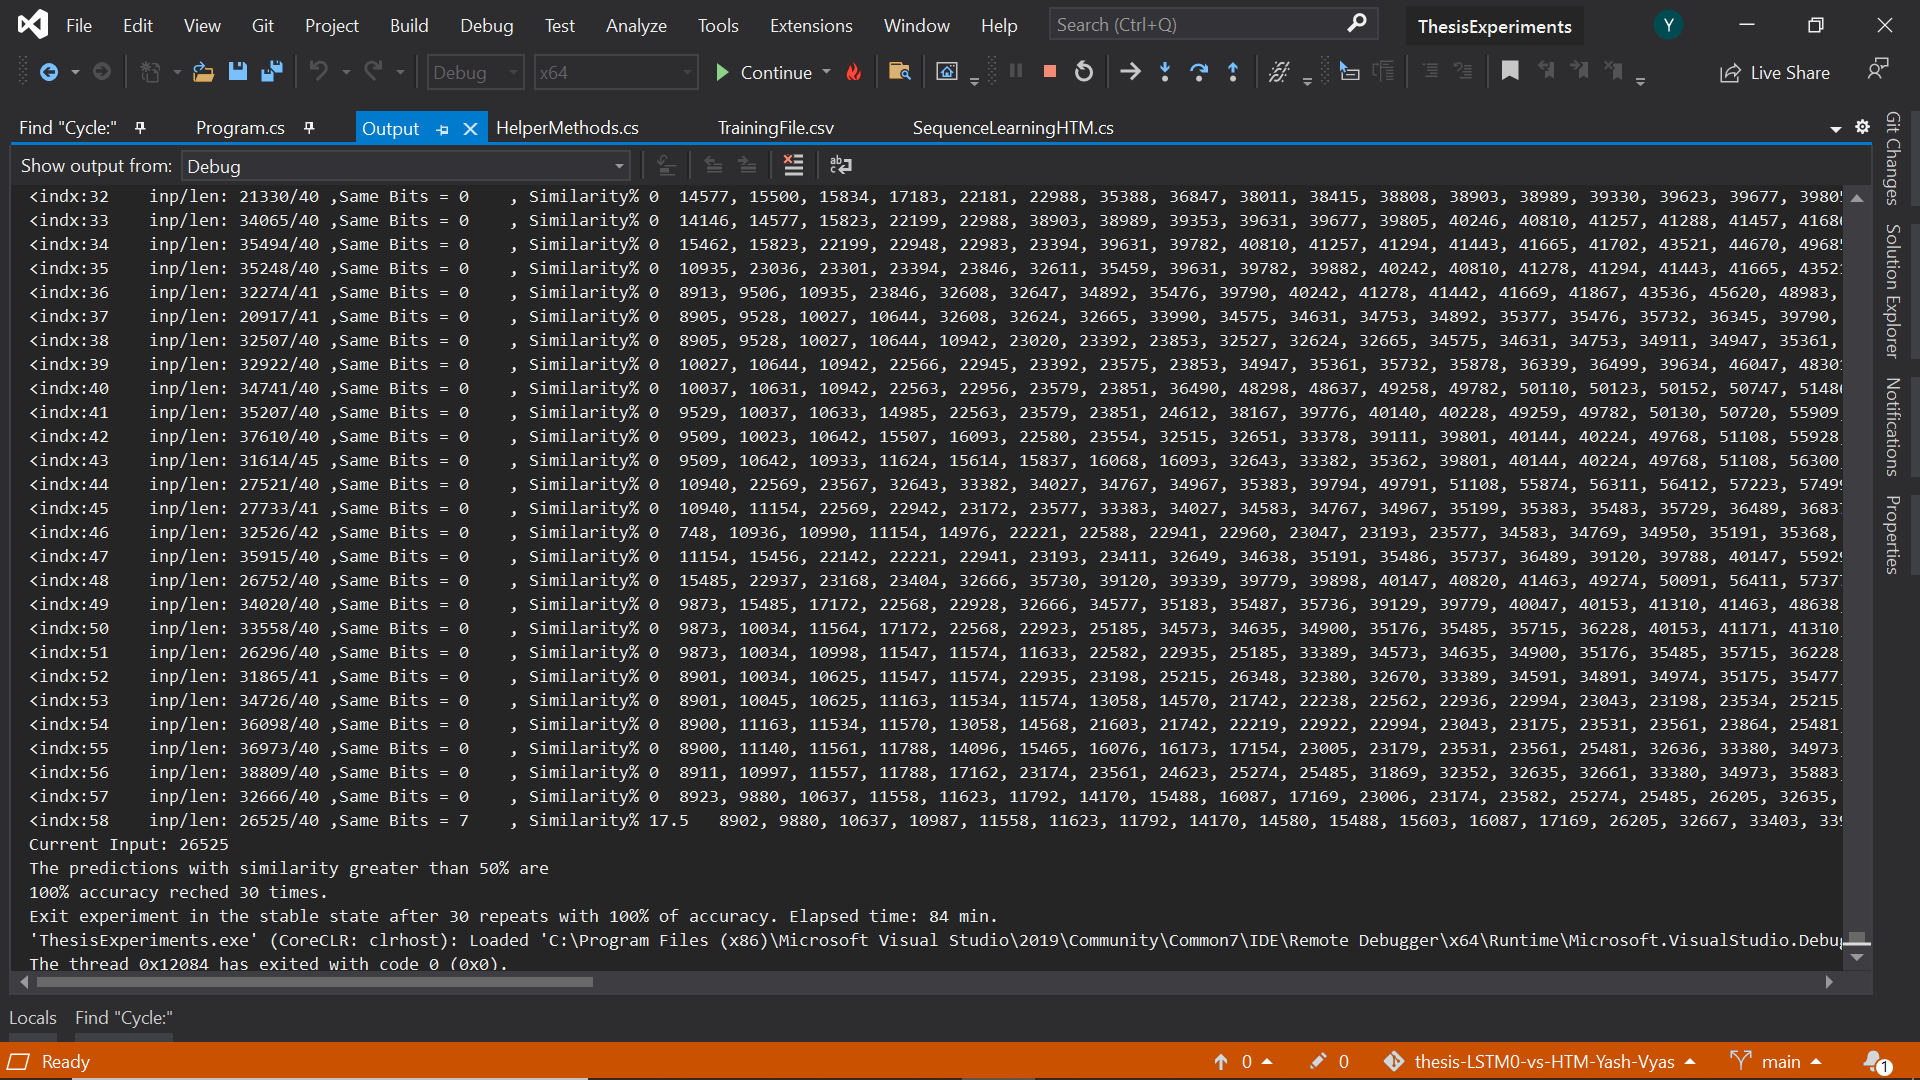 File Edit View Git Project Build Debug Test Analyze Tools Extensions Window Help Search (Ctrl+Q) ThesisExperiments Y
Debug x64 Continue Live Share
Find "Cycle:" Program.cs Output HelperMethods.cs TrainingFile.csv SequenceLearningHTM.cs
Show output from: Debug
<indx:32 inp/len: 21330/40 ,Same Bits = 0 , Similarity% 0 14577, 15500, 15834, 17183, 22181, 22988, 35388, 36847, 38011, 38415, 38808, 38903, 38989, 39330, 39623, 39677, 3980
<indx:33 inp/len: 34065/40 ,Same Bits = 0 , Similarity% 0 14146, 14577, 15823, 22199, 22988, 38903, 38989, 39353, 39631, 39677, 39805, 40246, 40810, 41257, 41288, 41457, 4168
<indx:34 inp/len: 35494/40 ,Same Bits = 0 , Similarity% 0 15462, 15823, 22199, 22948, 22983, 23394, 39631, 39782, 40810, 41257, 41294, 41443, 41665, 41702, 43521, 44670, 4968
<indx:35 inp/len: 35248/40 ,Same Bits = 0 , Similarity% 0 10935, 23036, 23301, 23394, 23846, 32611, 35459, 39631, 39782, 39882, 40242, 40810, 41278, 41294, 41443, 41665, 4352
<indx:36 inp/len: 32274/41 ,Same Bits = 0 , Similarity% 0 8913, 9506, 10935, 23846, 32608, 32647, 34892, 35476, 39790, 40242, 41278, 41442, 41669, 41867, 43536, 45620, 48983,
<indx:37 inp/len: 20917/41 ,Same Bits = 0 , Similarity% 0 8905, 9528, 10027, 10644, 32608, 32624, 32665, 33990, 34575, 34631, 34753, 34892, 35377, 35476, 35732, 36345, 39790,
<indx:38 inp/len: 32507/40 ,Same Bits = 0 , Similarity% 0 8905, 9528, 10027, 10644, 10942, 23020, 23392, 23853, 32527, 32624, 32665, 34575, 34631, 34753, 34911, 34947, 35361,
<indx:39 inp/len: 32922/40 ,Same Bits = 0 , Similarity% 0 10027, 10644, 10942, 22566, 22945, 23392, 23575, 23853, 34947, 35361, 35732, 35878, 36339, 36499, 39634, 46047, 4830
<indx:40 inp/len: 34741/40 ,Same Bits = 0 , Similarity% 0 10037, 10631, 10942, 22563, 22956, 23579, 23851, 36490, 48298, 48637, 49258, 49782, 50110, 50123, 50152, 50747, 5148
<indx:41 inp/len: 35207/40 ,Same Bits = 0 , Similarity% 0 9529, 10037, 10633, 14985, 22563, 23579, 23851, 24612, 38167, 39776, 40140, 40228, 49259, 49782, 50130, 50720, 55909,
<indx:42 inp/len: 37610/40 ,Same Bits = 0 , Similarity% 0 9509, 10023, 10642, 15507, 16093, 22580, 23554, 32515, 32651, 33378, 39111, 39801, 40144, 40224, 49768, 51108, 55928,
<indx:43 inp/len: 31614/45 ,Same Bits = 0 , Similarity% 0 9509, 10642, 10933, 11624, 15614, 15837, 16068, 16093, 32643, 33382, 35362, 39801, 40144, 40224, 49768, 51108, 56300,
<indx:44 inp/len: 27521/40 ,Same Bits = 0 , Similarity% 0 10940, 22569, 23567, 32643, 33382, 34027, 34767, 34967, 35383, 39794, 49791, 51108, 55874, 56311, 56412, 57223, 5749
<indx:45 inp/len: 27733/41 ,Same Bits = 0 , Similarity% 0 10940, 11154, 22569, 22942, 23172, 23577, 33383, 34027, 34583, 34767, 34967, 35199, 35383, 35483, 35729, 36489, 3683
<indx:46 inp/len: 32526/42 ,Same Bits = 0 , Similarity% 0 748, 10936, 10990, 11154, 14976, 22221, 22588, 22941, 22960, 23047, 23193, 23577, 34583, 34769, 34950, 35191, 35368,
<indx:47 inp/len: 35915/40 ,Same Bits = 0 , Similarity% 0 11154, 15456, 22142, 22221, 22941, 23193, 23411, 32649, 34638, 35191, 35486, 35737, 36489, 39120, 39788, 40147, 5592
<indx:48 inp/len: 26752/40 ,Same Bits = 0 , Similarity% 0 15485, 22937, 23168, 23404, 32666, 35730, 39120, 39339, 39779, 39898, 40147, 40820, 41463, 49274, 50091, 56411, 5737
<indx:49 inp/len: 34020/40 ,Same Bits = 0 , Similarity% 0 9873, 15485, 17172, 22568, 22928, 32666, 34577, 35183, 35487, 35736, 39129, 39779, 40047, 40153, 41310, 41463, 48638,
<indx:50 inp/len: 33558/40 ,Same Bits = 0 , Similarity% 0 9873, 10034, 11564, 17172, 22568, 22923, 25185, 34573, 34635, 34900, 35176, 35485, 35715, 36228, 40153, 41171, 41310
<indx:51 inp/len: 26296/40 ,Same Bits = 0 , Similarity% 0 9873, 10034, 10998, 11547, 11574, 11633, 22582, 22935, 25185, 33389, 34573, 34635, 34900, 35176, 35485, 35715, 36228,
<indx:52 inp/len: 31865/41 ,Same Bits = 0 , Similarity% 0 8901, 10034, 10625, 11547, 11574, 22935, 23198, 25215, 26348, 32380, 32670, 33389, 34591, 34891, 34974, 35175, 35477
<indx:53 inp/len: 34726/40 ,Same Bits = 0 , Similarity% 0 8901, 10045, 10625, 11163, 11534, 11574, 13058, 14570, 21742, 22238, 22562, 22936, 22994, 23043, 23198, 23534, 25215,
<indx:54 inp/len: 36098/40 ,Same Bits = 0 , Similarity% 0 8900, 11163, 11534, 11570, 13058, 14568, 21603, 21742, 22219, 22922, 22994, 23043, 23175, 23531, 23561, 23864, 25481,
<indx:55 inp/len: 36973/40 ,Same Bits = 0 , Similarity% 0 8900, 11140, 11561, 11788, 14096, 15465, 16076, 16173, 17154, 23005, 23179, 23531, 23561, 25481, 32636, 33380, 34973,
<indx:56 inp/len: 38809/40 ,Same Bits = 0 , Similarity% 0 8911, 10997, 11557, 11788, 17162, 23174, 23561, 24623, 25274, 25485, 31869, 32352, 32635, 32661, 33380, 34973, 35883,
<indx:57 inp/len: 32666/40 ,Same Bits = 0 , Similarity% 0 8923, 9880, 10637, 11558, 11623, 11792, 14170, 15488, 16087, 17169, 23006, 23174, 23582, 25274, 25485, 26205, 32635,
<indx:58 inp/len: 26525/40 ,Same Bits = 7 , Similarity% 17.5 8902, 9880, 10637, 10987, 11558, 11623, 11792, 14170, 14580, 15488, 15603, 16087, 17169, 26205, 32667, 33403, 339
Current Input: 26525
The predictions with similarity greater than 50% are
100% accuracy reched 30 times.
Exit experiment in the stable state after 30 repeats with 100% of accuracy. Elapsed time: 84 min.
'ThesisExperiments.exe' (CoreCLR: clrhost): Loaded 'C:\Program Files (x86)\Microsoft Visual Studio\2019\Community\Common7\IDE\Remote Debugger\x64\Runtime\Microsoft.VisualStudio.Debu
The thread 0x12084 has exited with code 0 (0x0).
Git Changes
Solution Explorer
Notifications
Properties
Locals Find "Cycle:"
Ready 0 0 thesis-LSTM0-vs-HTM-Yash-Vyas main 1